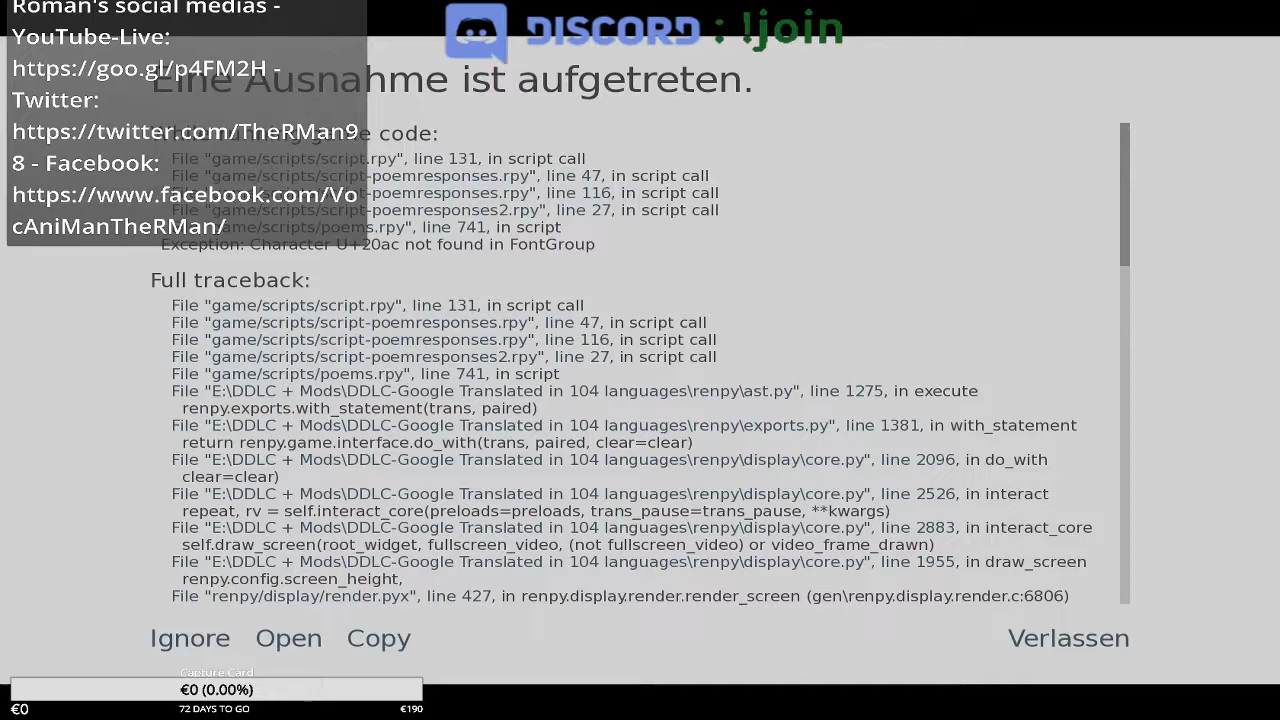 Roman's social medias -
YouTube-Live:
https://goo.gl/p4FM2H -
Twitter:
https://twitter.com/TheRMan9
8 - Facebook:
https://www.facebook.com/Vo
cAniManTheRMan/
DISCORD : !join
Eine Ausnahme ist aufgetreten.
code:
File "game/scripts/script.rpy", line 131, in script call
File "game/scripts/script-poemresponses.rpy", line 47, in script call
File "game/scripts/script-poemresponses.rpy", line 116, in script call
File "game/scripts/script-poemresponses2.rpy", line 27, in script call
File "game/scripts/poems.rpy", line 741, in script
Exception: Character U+20ac not found in FontGroup
Full traceback:
File "game/scripts/script.rpy", line 131, in script call
File "game/scripts/script-poemresponses.rpy", line 47, in script call
File "game/scripts/script-poemresponses.rpy", line 116, in script call
File "game/scripts/script-poemresponses2.rpy", line 27, in script call
File "game/scripts/poems.rpy", line 741, in script
File "E:\DDLC + Mods\DDLC-Google Translated in 104 languages\renpy\ast.py", line 1275, in execute
renpy.exports.with_statement(trans, paired)
File "E:\DDLC + Mods\DDLC-Google Translated in 104 languages\renpy\exports.py", line 1381, in with_statement
return renpy.game.interface.do_with(trans, paired, clear=clear)
File "E:\DDLC + Mods\DDLC-Google Translated in 104 languages\renpy\display\core.py", line 2096, in do_with
clear=clear)
File "E:\DDLC + Mods\DDLC-Google Translated in 104 languages\renpy\display\core.py", line 2526, in interact
repeat, rv = self.interact_core(preloads=preloads, trans_pause=trans_pause, **kwargs)
File "E:\DDLC + Mods\DDLC-Google Translated in 104 languages\renpy\display\core.py", line 2883, in interact_core
self.draw_screen(root_widget, fullscreen_video, (not fullscreen_video) or video_frame_drawn)
File "E:\DDLC + Mods\DDLC-Google Translated in 104 languages\renpy\display\core.py", line 1955, in draw_screen
renpy.config.screen_height,
File "renpy/display/render.pyx", line 427, in renpy.display.render.render_screen (gen\renpy.display.render.c:6806)
Ignore Open Copy Verlassen
Capture Card
€0 (0.00%)
€0 72 DAYS TO GO €190